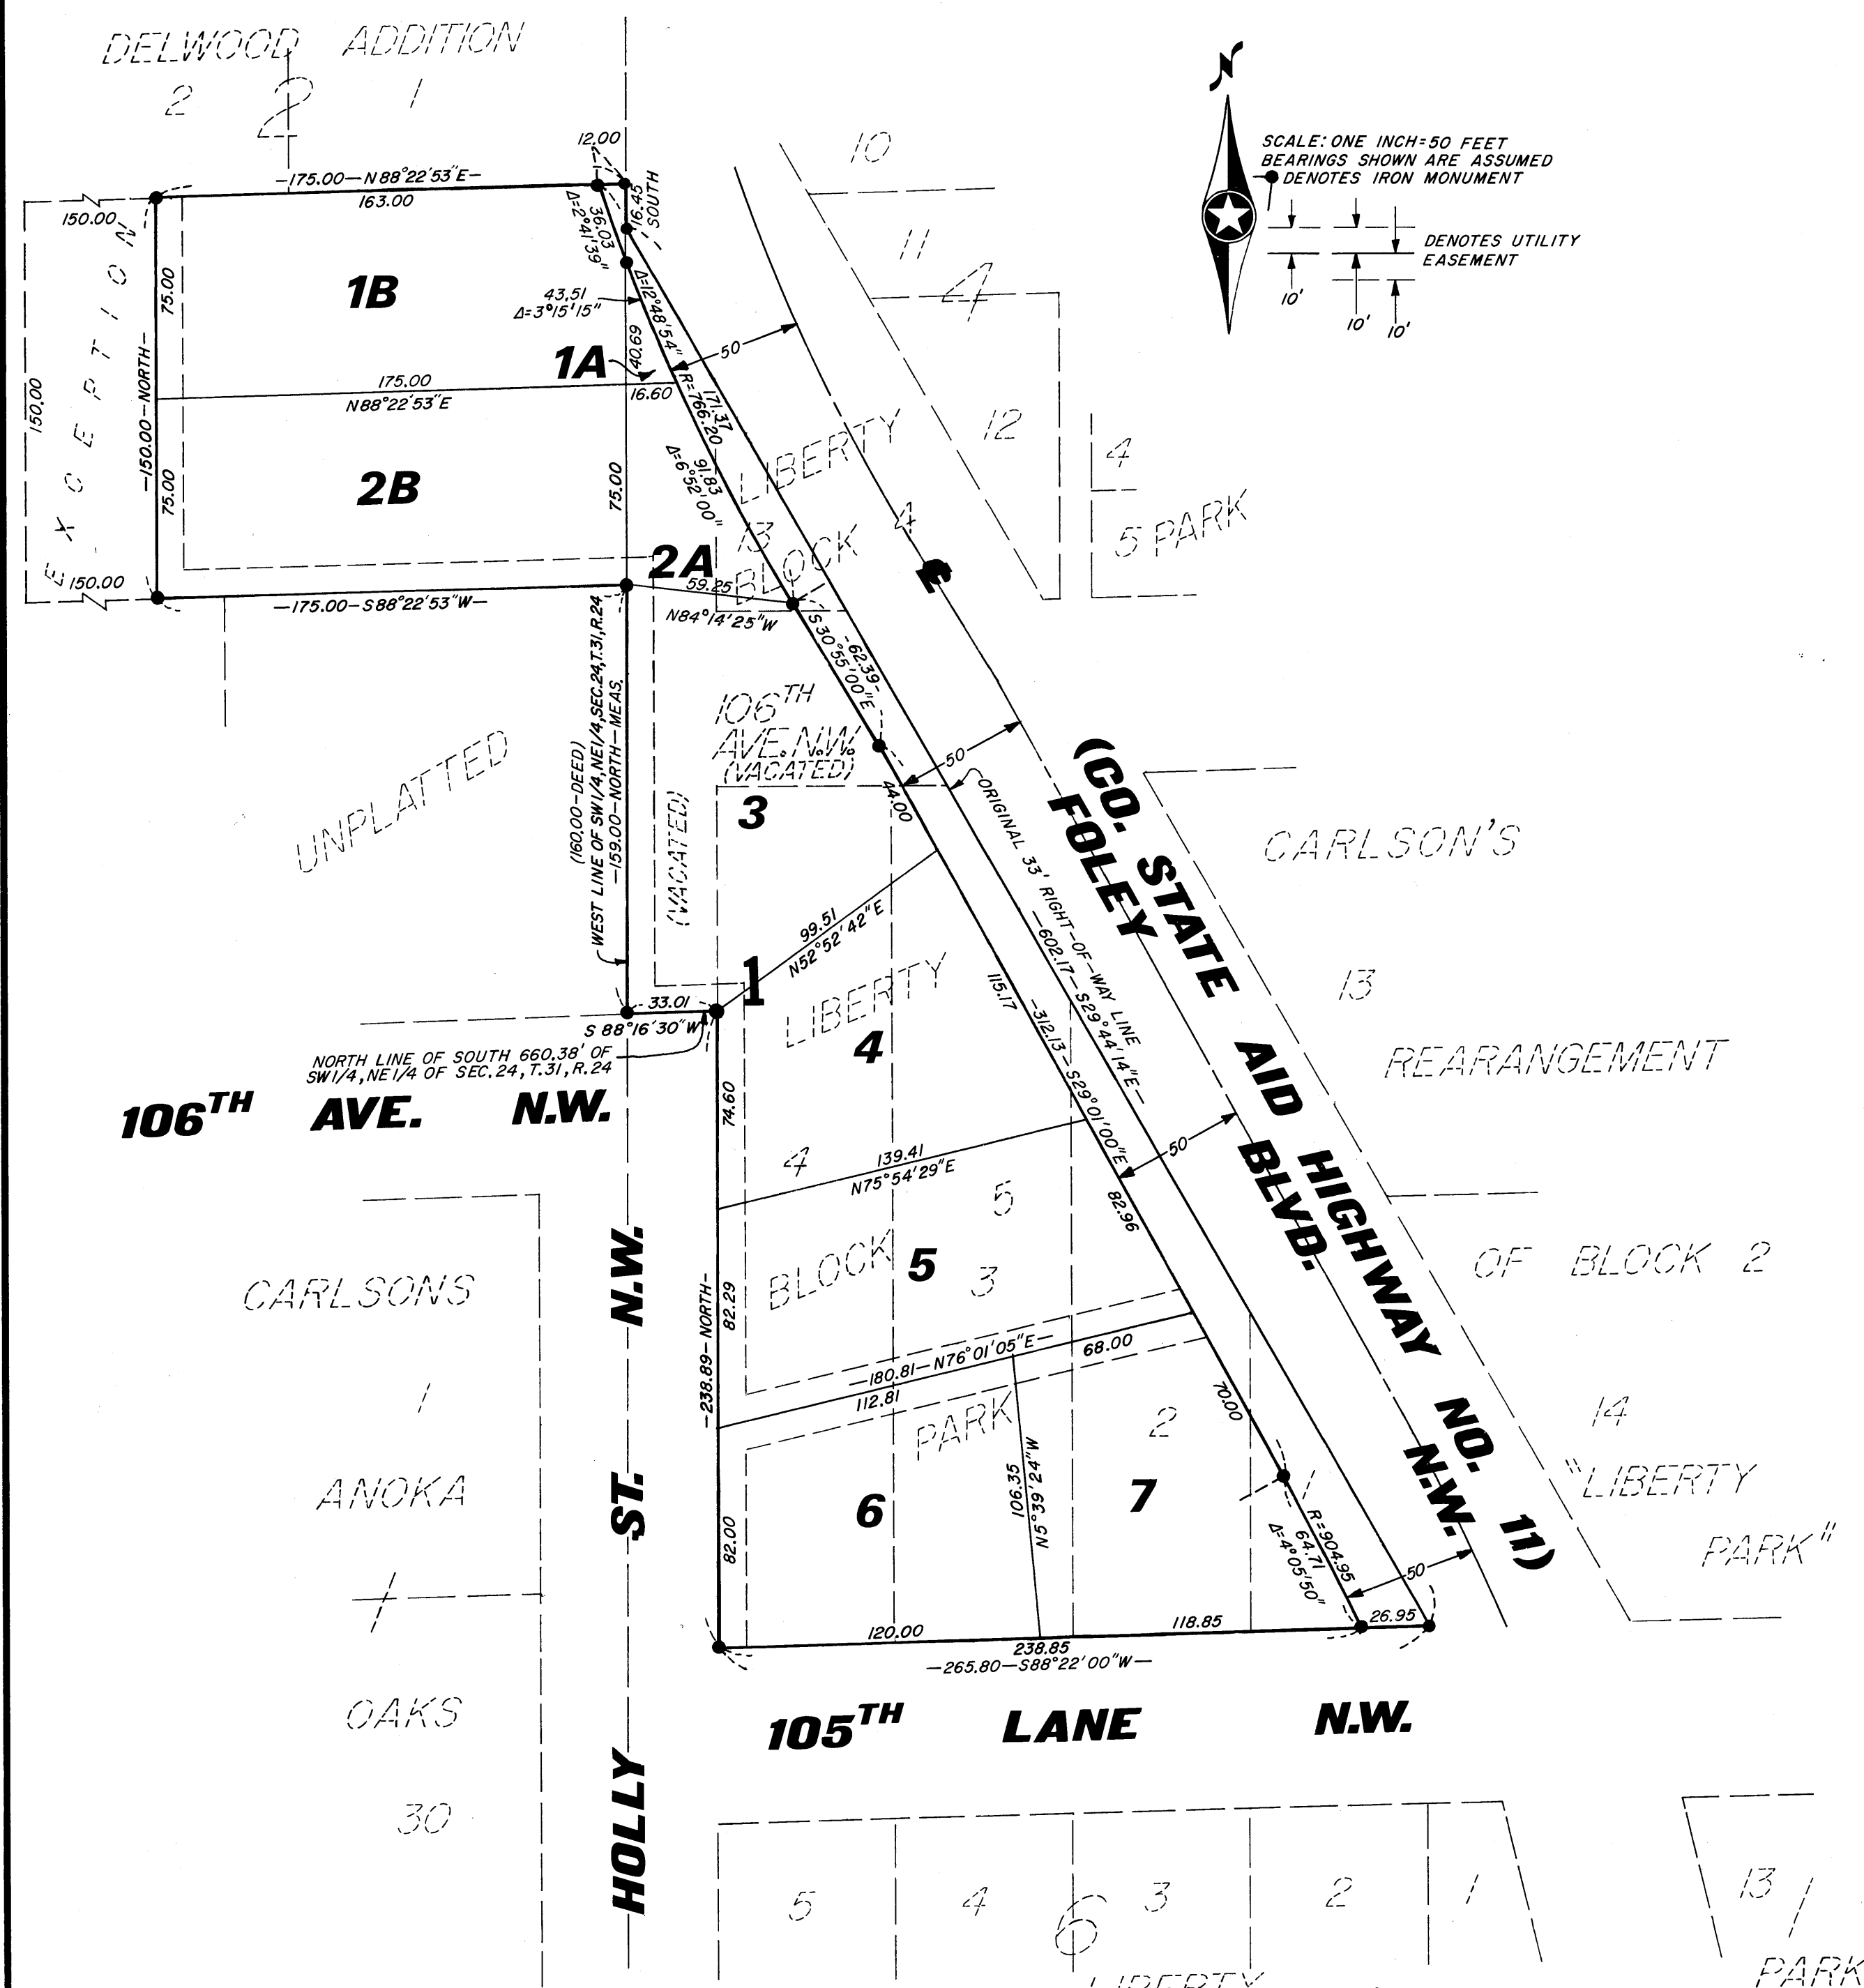 DELWOOD ADDITION
2 2 1
12.00
—175.00—N88°22'53"E—
163.00
150.00
16.45
SOUTH
36.03
Δ=2°41'39"
EXCEPTION
150.00
—150.00—NORTH—
75.00
1B
43.51
Δ=3°15'15"
Δ=12°48'54"
R=766.20
171.37
1A
40.69
50
175.00
N88°22'53"E
16.60
75.00
2B
75.00
91.83
Δ=6°52'00"
2A
59.25
N84°14'25"W
150.00
—175.00—S88°22'53"W—
10
11
4
12
4
5 PARK
LIBERTY
13
BLOCK 4
N
SCALE: ONE INCH=50 FEET
BEARINGS SHOWN ARE ASSUMED
DENOTES IRON MONUMENT
DENOTES UTILITY
EASEMENT
10'
10'
10'
-62.39-
S30°55'00"E
(160.00-DEED)
WEST LINE OF SW1/4,NE1/4,SEC.24,T.31,R.24
—159.00—NORTH—MEAS.
UNPLATTED
(VACATED)
106TH
AVE. N.W.
(VACATED)
3
50
44.00
ORIGINAL 33' RIGHT-OF-WAY LINE
—602.17—S29°44'14"E—
99.51
N52°52'42"E
1
33.01
S 88°16'30"W
NORTH LINE OF SOUTH 660.38' OF
SW1/4,NE1/4 OF SEC.24,T.31,R.24
106TH AVE. N.W.
LIBERTY
4
115.17
—312.13—S29°01'00"E
74.60
4
139.41
N75°54'29"E
5
50
82.96
BLOCK
5
3
82.29
—238.89—NORTH—
—180.81—N76°01'05"E—
68.00
112.81
PARK
2
70.00
106.35
N5°39'24"W
6
7
82.00
1
R=904.95
64.71
Δ=4°05'50"
50
26.95
120.00
118.85
238.85
—265.80—S88°22'00"W—
105TH LANE N.W.
HOLLY ST. N.W.
(CO. STATE AID HIGHWAY NO. 11)
FOLEY BLVD. N.W.
CARLSON'S
13
REARANGEMENT
OF BLOCK 2
14
"LIBERTY
PARK"
CARLSONS
1
ANOKA
1
OAKS
30
5 4 6 3 2 1
LIBERTY
13
PARK